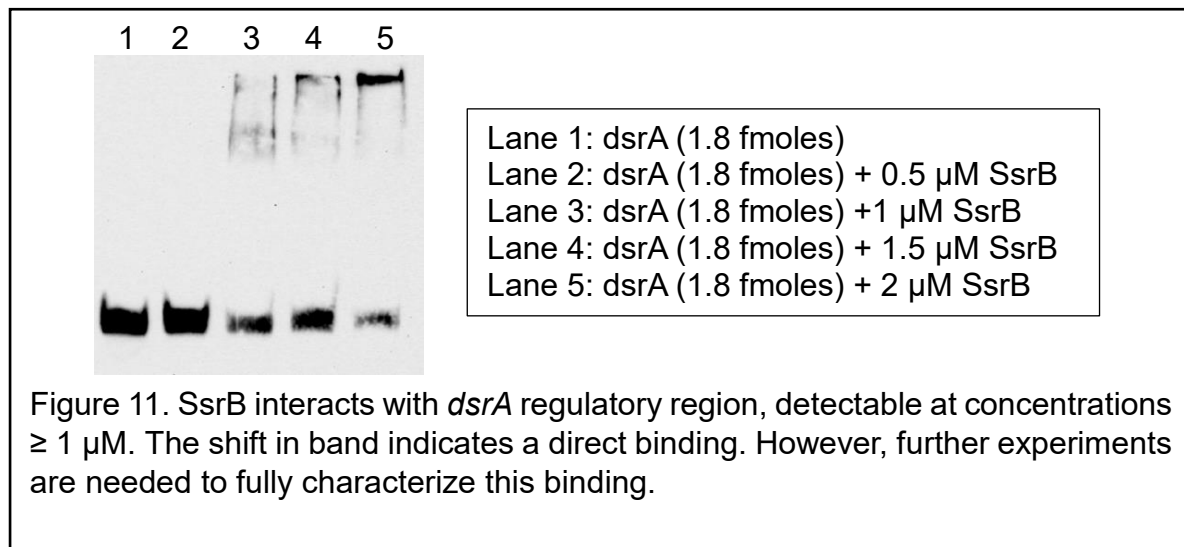 1 2 3 4 5
Lane 1: dsrA (1.8 fmoles)
Lane 2: dsrA (1.8 fmoles) + 0.5 µM SsrB
Lane 3: dsrA (1.8 fmoles) +1 µM SsrB
Lane 4: dsrA (1.8 fmoles) + 1.5 µM SsrB
Lane 5: dsrA (1.8 fmoles) + 2 µM SsrB
Figure 11. SsrB interacts with dsrA regulatory region, detectable at concentrations
≥ 1 µM. The shift in band indicates a direct binding. However, further experiments
are needed to fully characterize this binding.